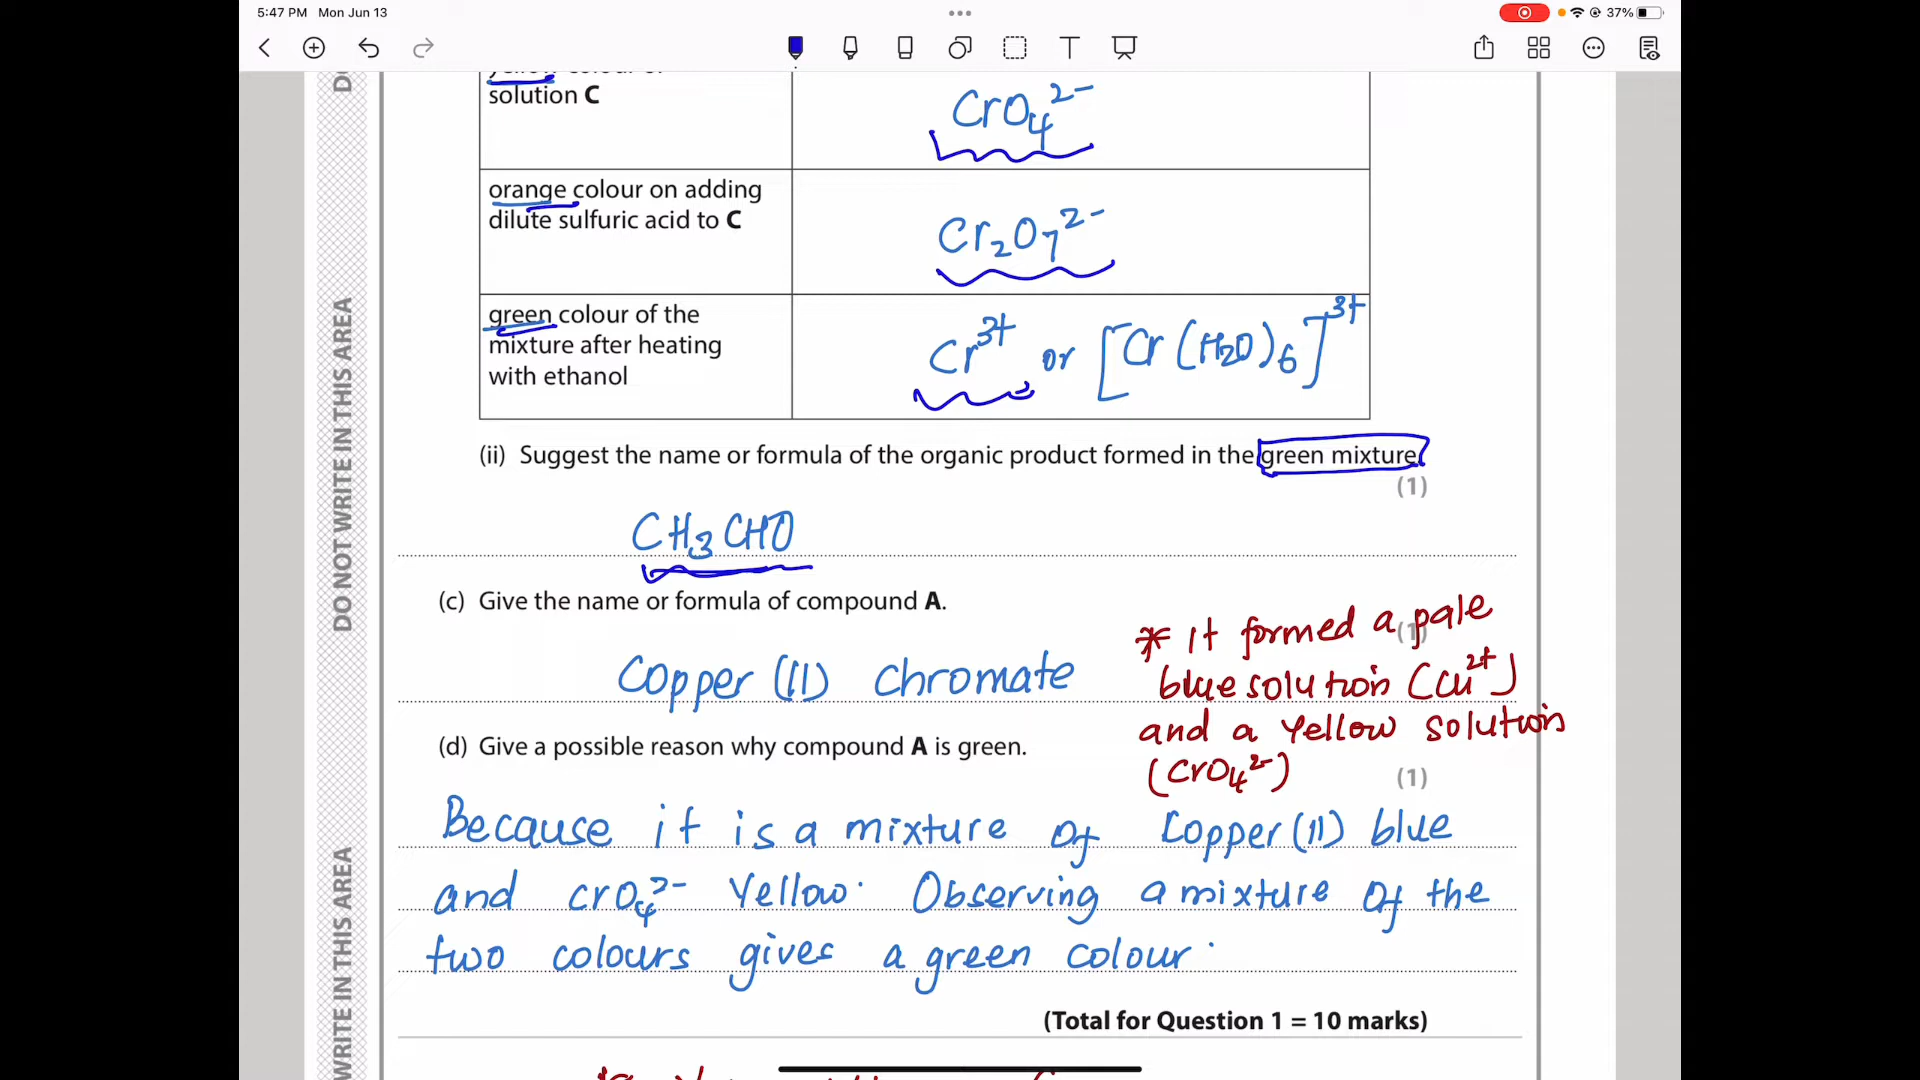 5:47 PM Mon Jun 13
37%
yellow colour of
solution C
CrO₄²⁻
orange colour on adding
dilute sulfuric acid to C
Cr₂O₇²⁻
green colour of the
mixture after heating
with ethanol
Cr³⁺ or [Cr(H₂O)₆]³⁺
(ii) Suggest the name or formula of the organic product formed in the green mixture.
(1)
CH₃CHO
(c) Give the name or formula of compound A.
(1)
Copper (II) chromate
* It formed a pale
blue solution (Cu²⁺)
and a yellow solution
(CrO₄²⁻)
(d) Give a possible reason why compound A is green.
(1)
Because it is a mixture of Copper (II) blue
and CrO₄²⁻ Yellow. Observing a mixture of the
two colours gives a green colour.
(Total for Question 1 = 10 marks)
DO NOT WRITE IN THIS AREA
WRITE IN THIS AREA